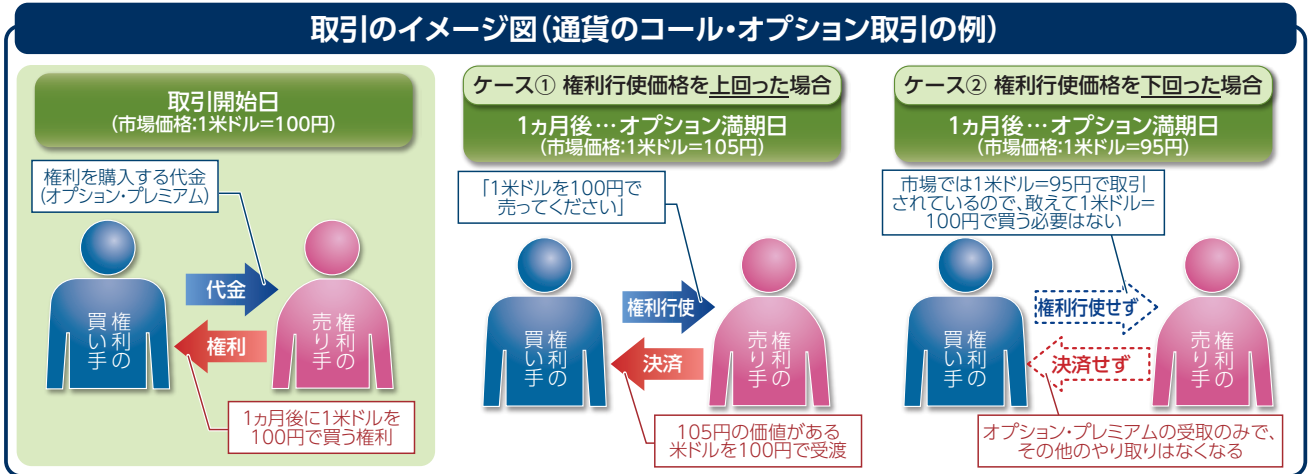 取引のイメージ図(通貨のコール・オプション取引の例)
取引開始日
(市場価格:1米ドル=100円)
権利を購入する代金
(オプション・プレミアム)
代金
権利
権利の
買い手
権利の
売り手
1ヵ月後に1米ドルを
100円で買う権利
ケース① 権利行使価格を上回った場合
1ヵ月後…オプション満期日
(市場価格:1米ドル=105円)
「1米ドルを100円で
売ってください」
権利行使
決済
権利の
買い手
権利の
売り手
105円の価値がある
米ドルを100円で受渡
ケース② 権利行使価格を下回った場合
1ヵ月後…オプション満期日
(市場価格:1米ドル=95円)
市場では1米ドル=95円で取引
されているので、敢えて1米ドル=
100円で買う必要はない
権利行使せず
決済せず
権利の
買い手
権利の
売り手
オプション・プレミアムの受取のみで、
その他のやり取りはなくなる